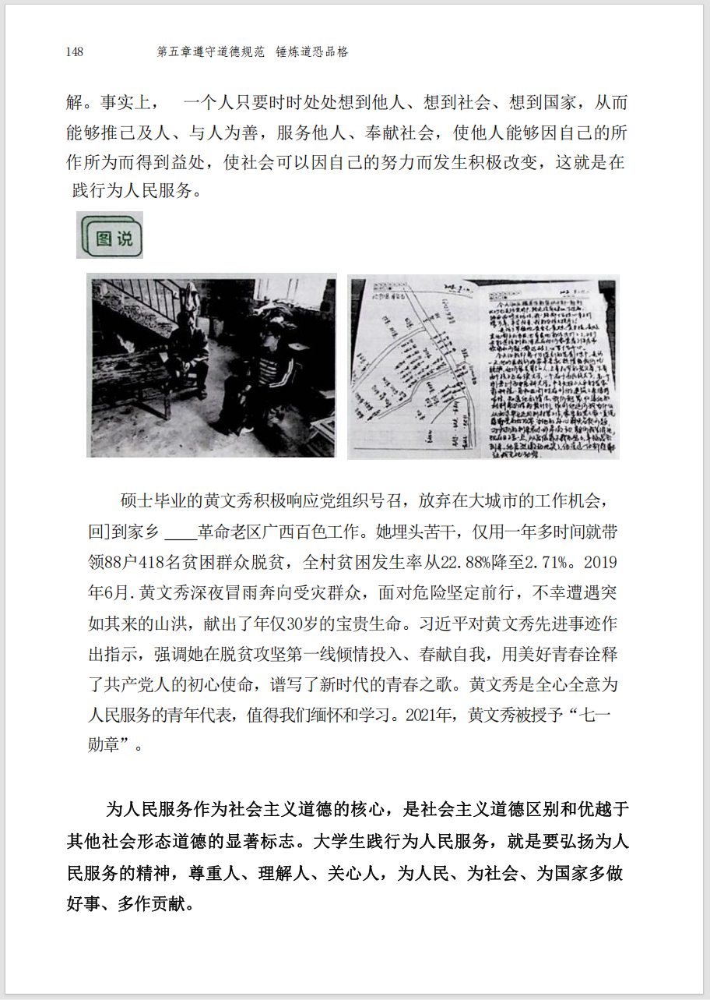 148 第五章遵守道德规范 锤炼道恐品格
解。事实上， 一个人只要时时处处想到他人、想到社会、想到国家，从而
能够推己及人、与人为善，服务他人、奉献社会，使他人能够因自己的所
作所为而得到益处，使社会可以因自己的努力而发生积极改变，这就是在
践行为人民服务。
图说
硕士毕业的黄文秀积极响应党组织号召，放弃在大城市的工作机会，
回]到家乡 ____革命老区广西百色工作。她埋头苦干，仅用一年多时间就带
领88户418名贫困群众脱贫，全村贫困发生率从22.88%降至2.71%。2019
年6月.黄文秀深夜冒雨奔向受灾群众，面对危险坚定前行，不幸遭遇突
如其来的山洪，献出了年仅30岁的宝贵生命。习近平对黄文秀先进事迹作
出指示，强调她在脱贫攻坚第一线倾情投入、春献自我，用美好青春诠释
了共产党人的初心使命，谱写了新时代的青春之歌。黄文秀是全心全意为
人民服务的青年代表，值得我们缅怀和学习。2021年，黄文秀被授予“七一
勋章”。
为人民服务作为社会主义道德的核心，是社会主义道德区别和优越于
其他社会形态道德的显著标志。大学生践行为人民服务，就是要弘扬为人
民服务的精神，尊重人、理解人、关心人，为人民、为社会、为国家多做
好事、多作贡献。